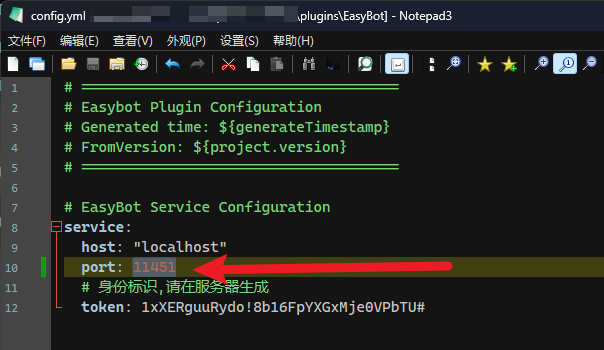 config.yml
\plugins\EasyBot] - Notepad3
文件(F) 编辑(E) 查看(V) 外观(P) 设置(S) 帮助(H)
1 # =====================================
2 # Easybot Plugin Configuration
3 # Generated time: ${generateTimestamp}
4 # FromVersion: ${project.version}
5 # =====================================
6
7 # EasyBot Service Configuration
8 service:
9 host: "localhost"
10 port: 11451
11 # 身份标识,请在服务器生成
12 token: 1xXERguuRydo!8b16FpYXGxMje0VPbTU#